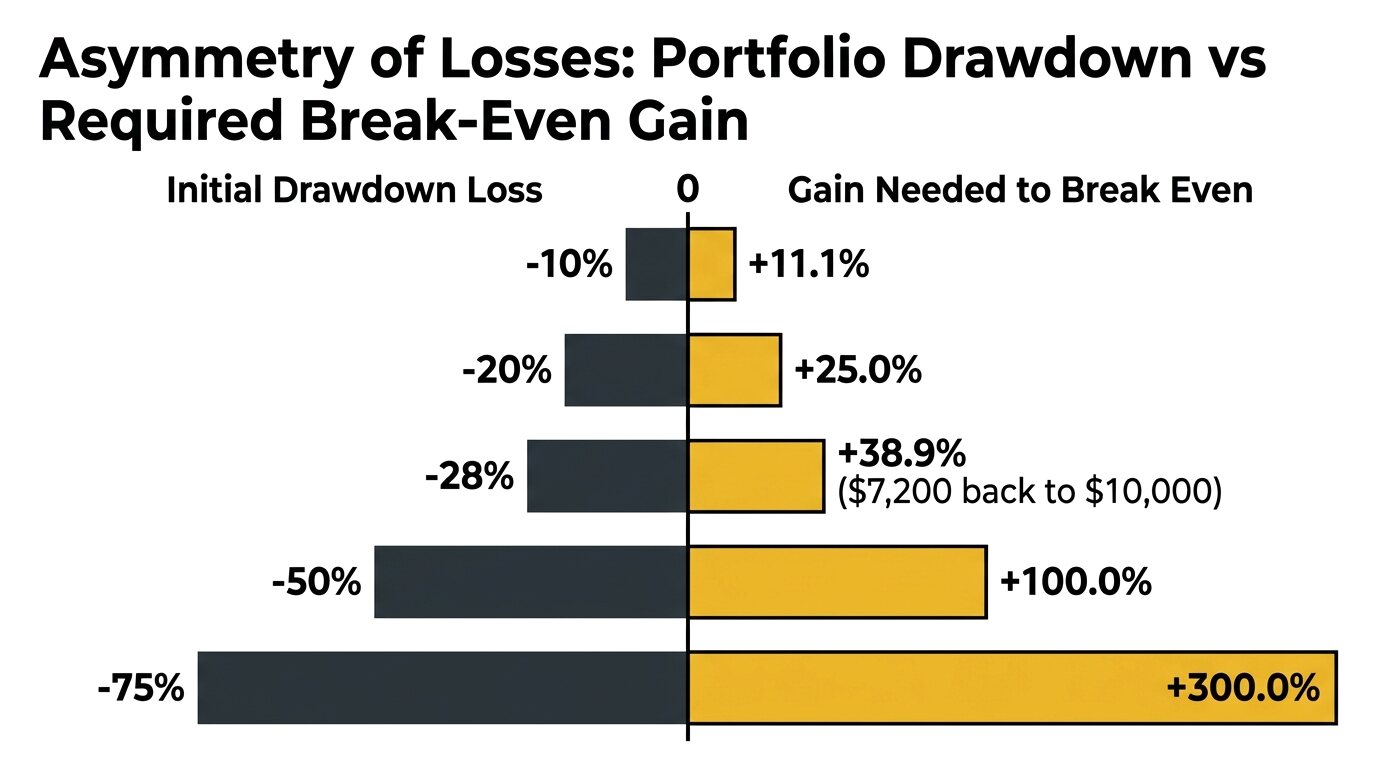 Asymmetry of Losses: Portfolio Drawdown vs
Required Break-Even Gain
Initial Drawdown Loss 0 Gain Needed to Break Even
-10% +11.1%
-20% +25.0%
-28% +38.9%
($7,200 back to $10,000)
-50% +100.0%
-75% +300.0%